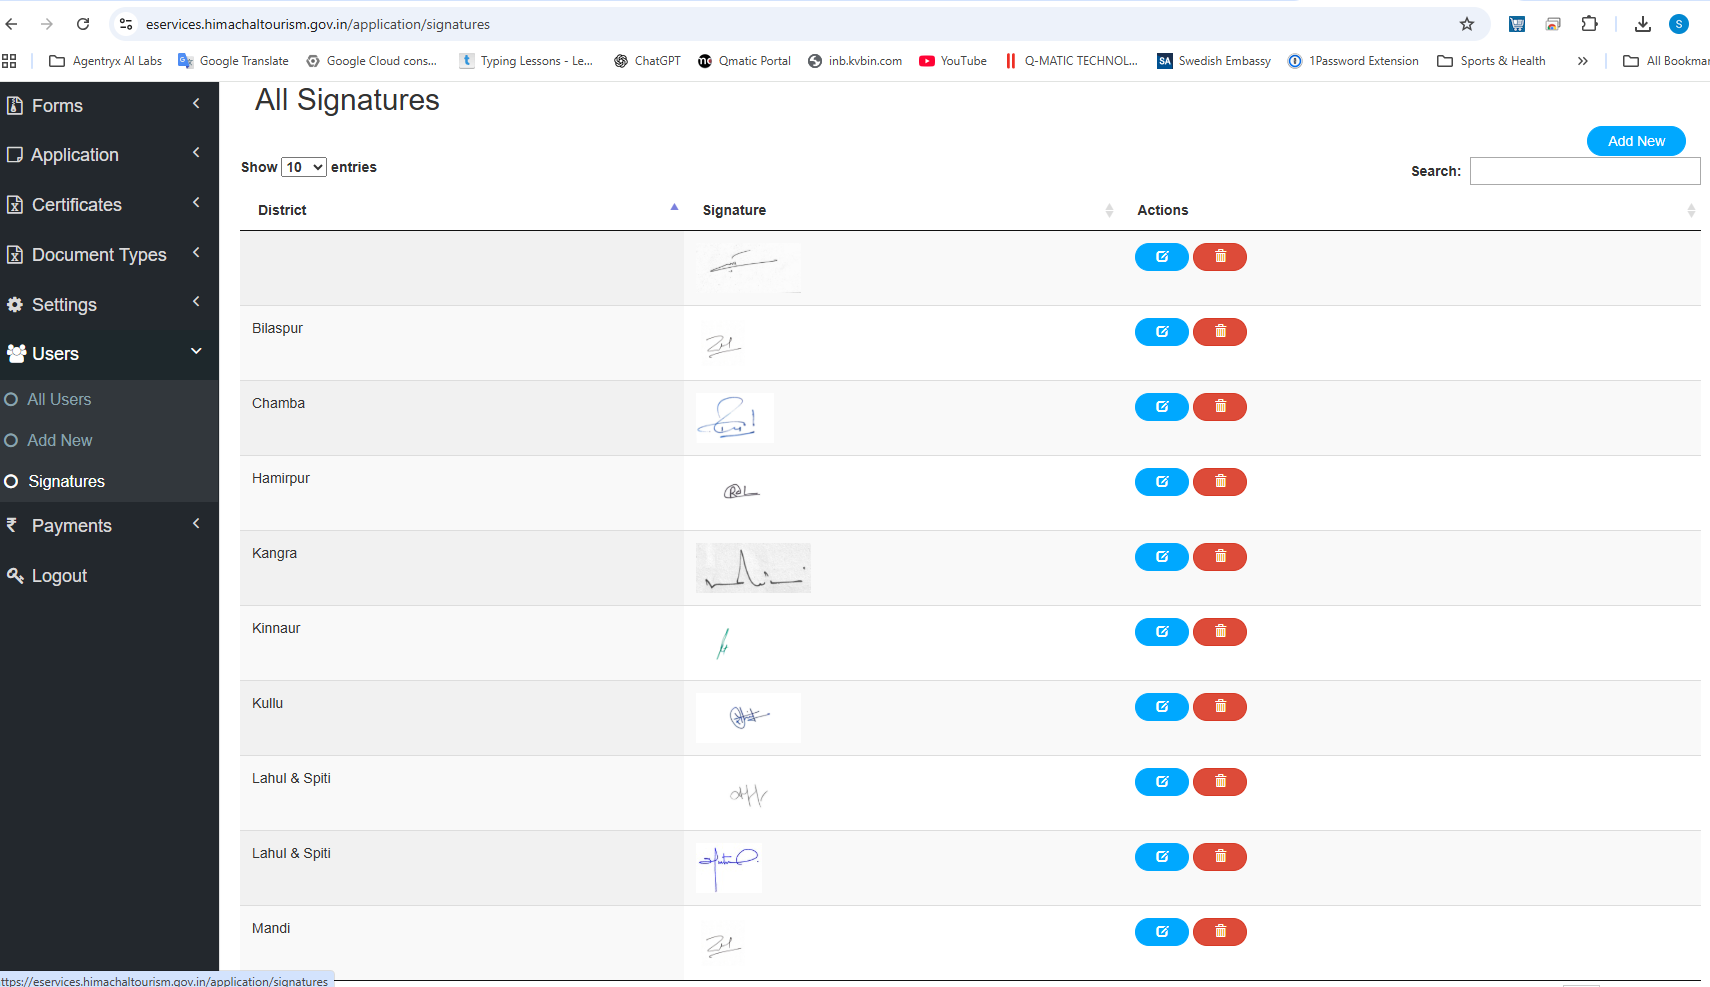 eservices.himachaltourism.gov.in/application/signatures
S
Agentryx AI Labs Google Translate Google Cloud cons... Typing Lessons - Le... ChatGPT Qmatic Portal inb.kvbin.com YouTube Q-MATIC TECHNOL... SA Swedish Embassy 1Password Extension Sports & Health » All Bookmar
Forms
Application
Certificates
Document Types
Settings
Users
All Users
Add New
Signatures
Payments
Logout
All Signatures
Add New
Show 10 entries
Search:
District Signature Actions
Bilaspur
Chamba
Hamirpur
Kangra
Kinnaur
Kullu
Lahul & Spiti
Lahul & Spiti
Mandi
ttps://eservices.himachaltourism.gov.in/application/signatures